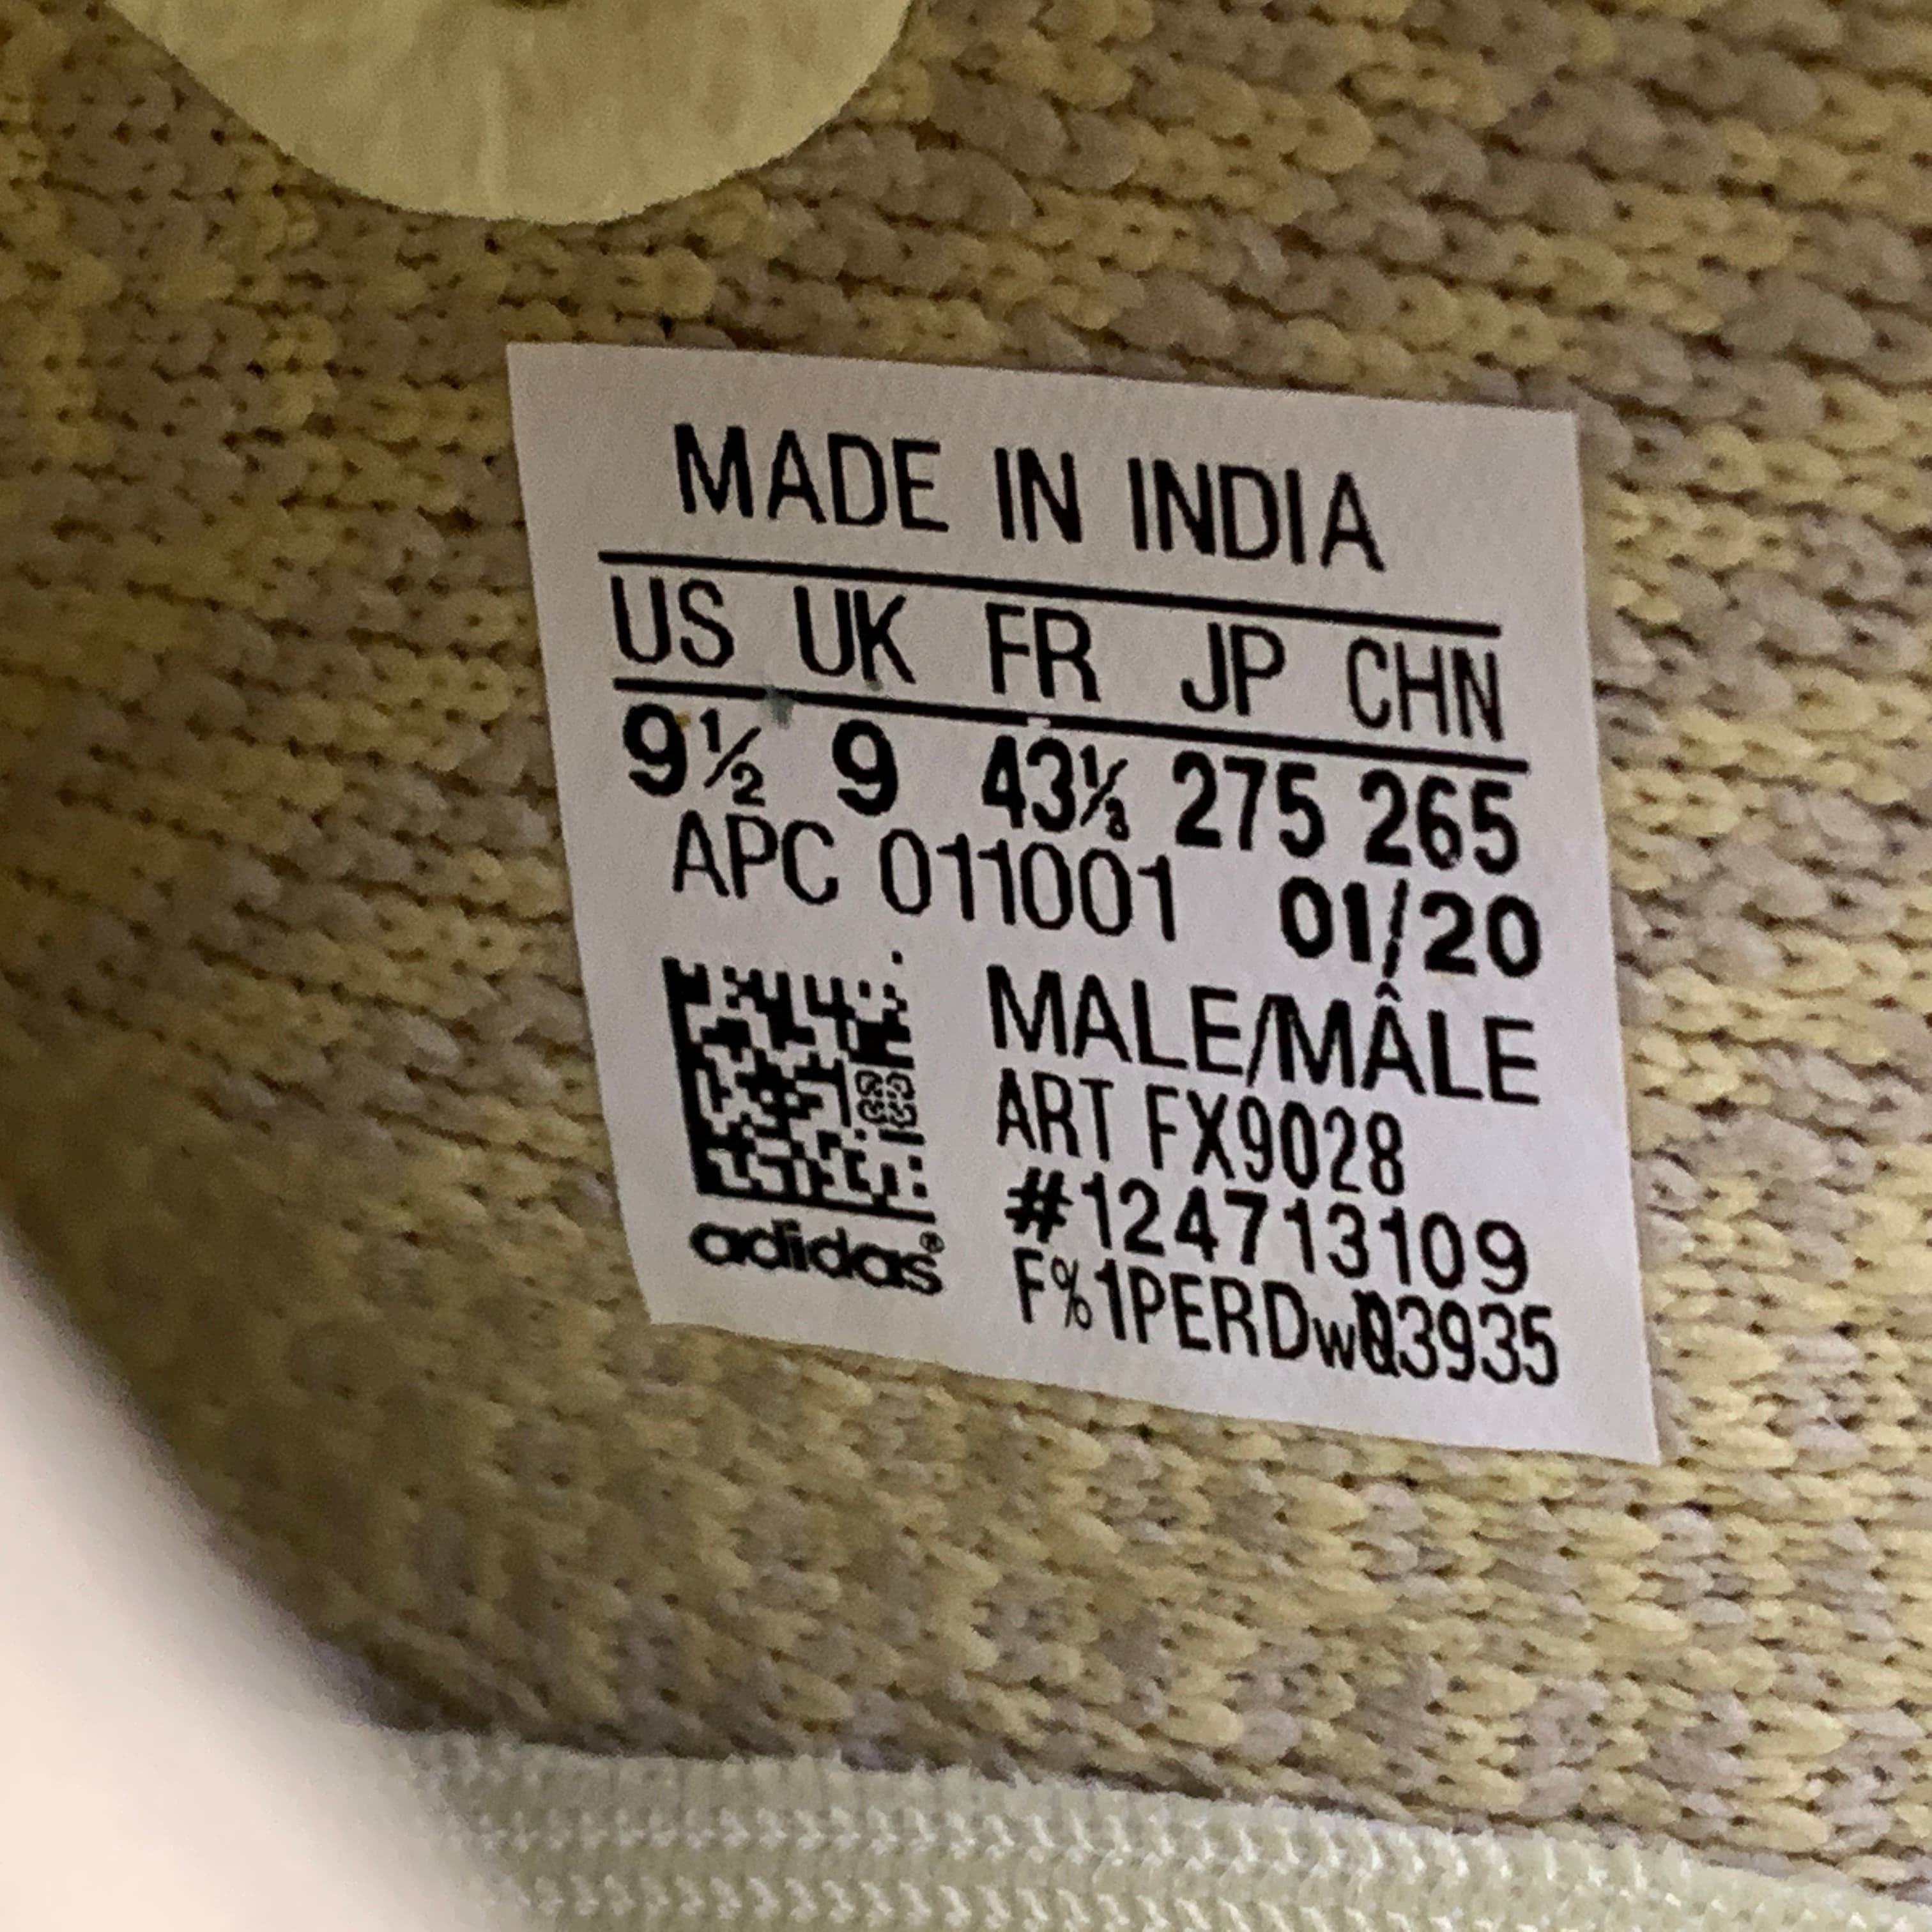 MADE IN INDIA
US UK FR JP CHN
9½ 9 43⅓ 275 265
APC 011001 01/20
MALE/MÂLE
ART FX9028
#124713109
adidas®